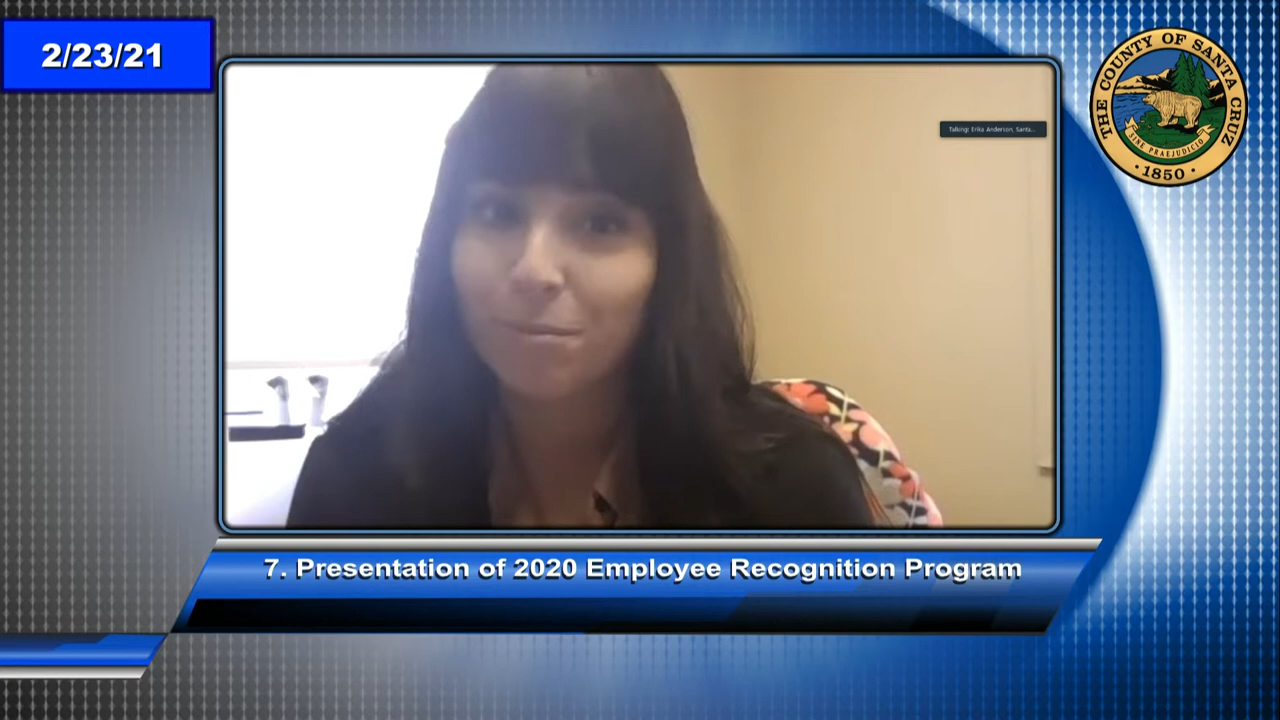 2/23/21
Talking: Erika Anderson, Santa...
THE COUNTY OF SANTA CRUZ
SINE PRAEJUDICIO
• 1850 •
7. Presentation of 2020 Employee Recognition Program